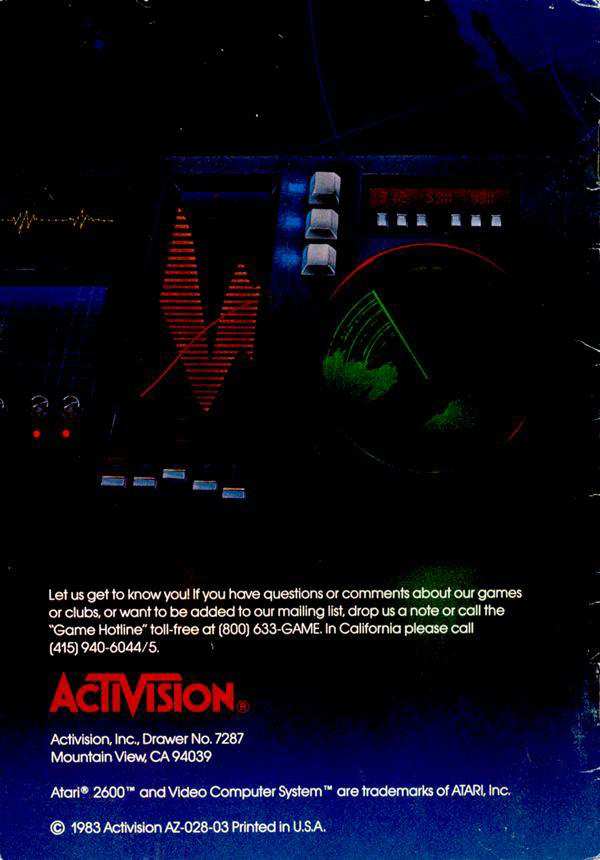 Let us get to know you! If you have questions or comments about our games
or clubs, or want to be added to our mailing list, drop us a note or call the
"Game Hotline" toll-free at (800) 633-GAME. In California please call
(415) 940-6044/5.
ACTIVISION®
Activision, Inc., Drawer No. 7287
Mountain View, CA 94039
Atari® 2600™ and Video Computer System™ are trademarks of ATARI, Inc.
© 1983 Activision AZ-028-03 Printed in U.S.A.